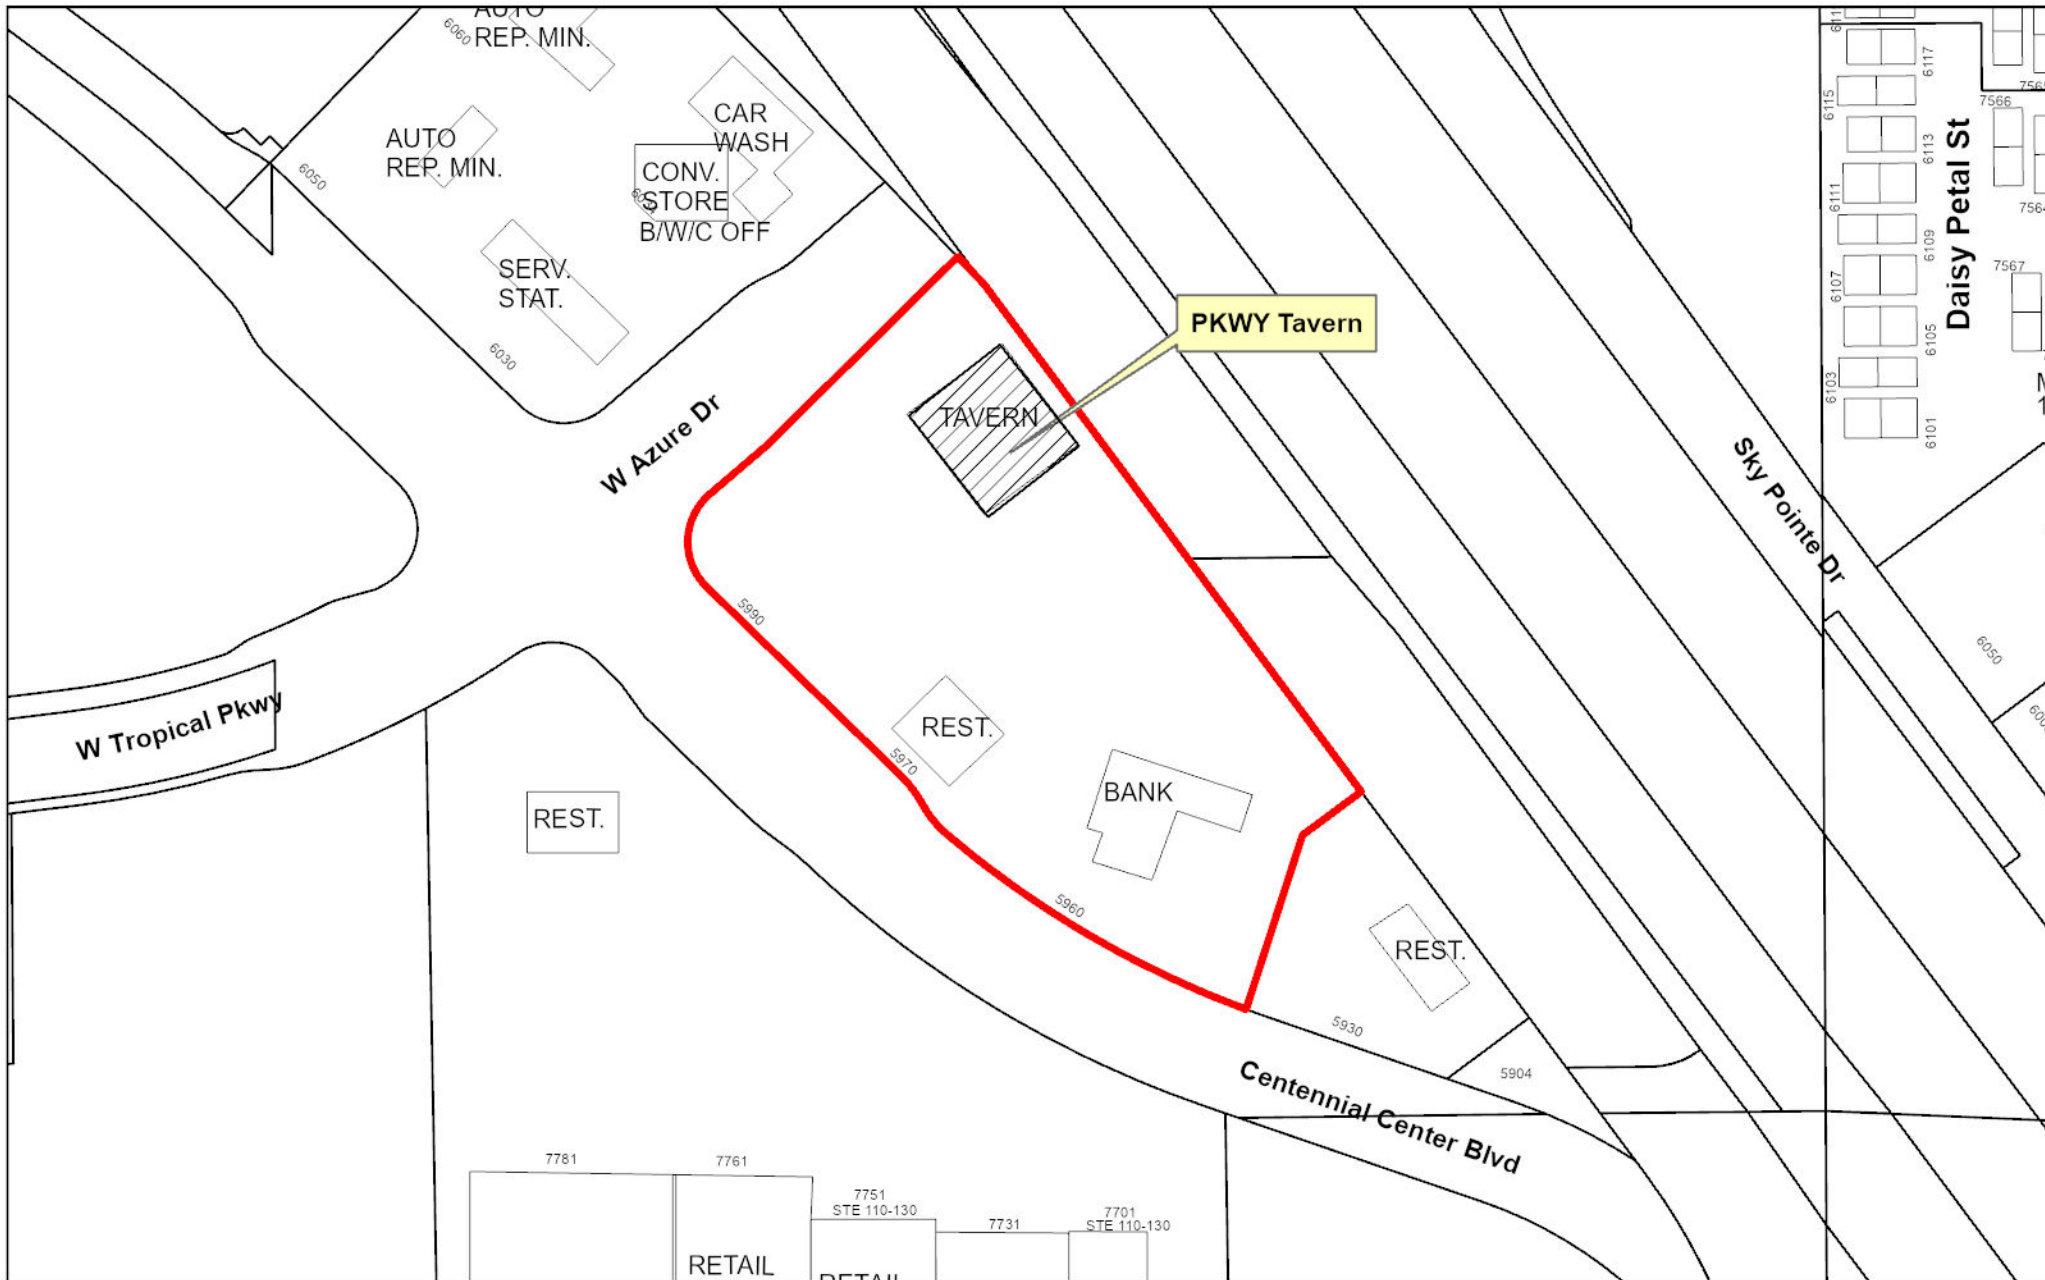 AUTO
REP. MIN.
6060
AUTO
REP. MIN.
6050
CAR
WASH
CONV.
STORE
B/W/C OFF
SERV.
STAT.
6030
W Azure Dr
PKWY Tavern
TAVERN
5990
REST.
5970
BANK
5960
REST.
5930
5904
W Tropical Pkwy
REST.
Centennial Center Blvd
Sky Pointe Dr
Daisy Petal St
6117
6115
6113
6111
6109
6107
6105
6103
6101
7566
7567
6050
7781
7761
7751
STE 110-130
7731
7701
STE 110-130
RETAIL
RETAIL